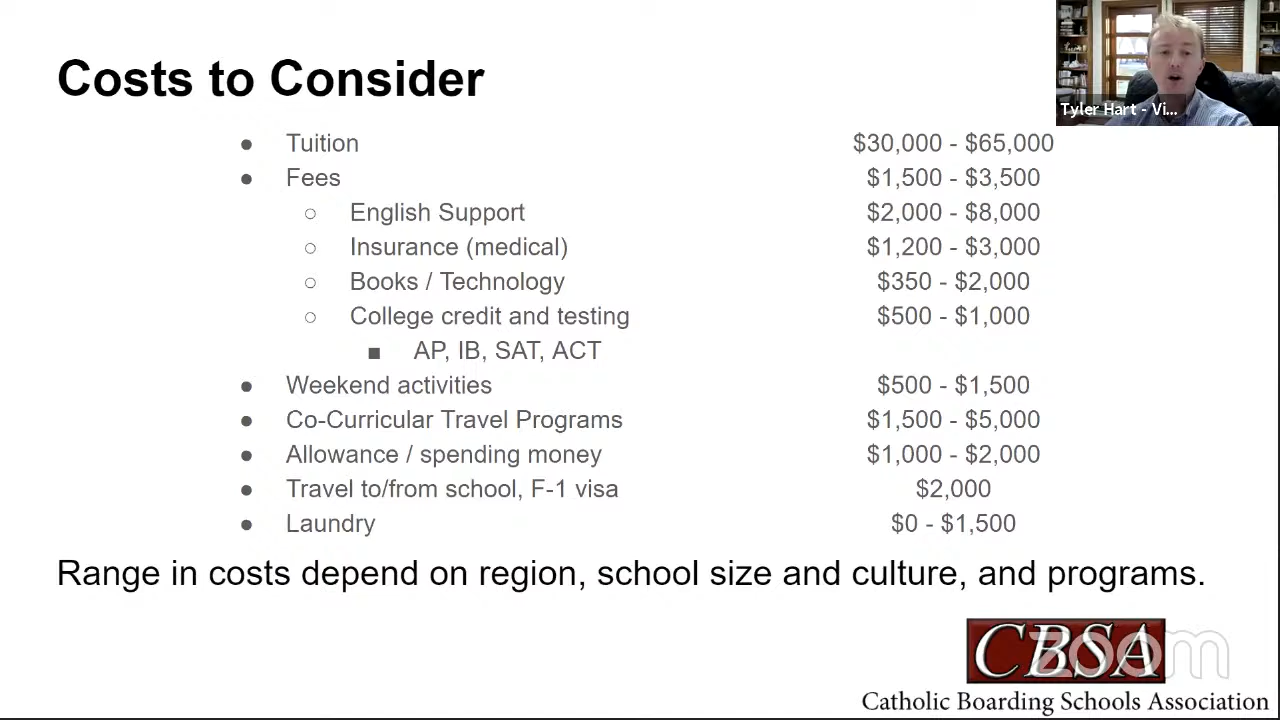 Costs to Consider
Tyler Hart - Vi...
● Tuition $30,000 - $65,000
● Fees $1,500 - $3,500
○ English Support $2,000 - $8,000
○ Insurance (medical) $1,200 - $3,000
○ Books / Technology $350 - $2,000
○ College credit and testing $500 - $1,000
■ AP, IB, SAT, ACT
● Weekend activities $500 - $1,500
● Co-Curricular Travel Programs $1,500 - $5,000
● Allowance / spending money $1,000 - $2,000
● Travel to/from school, F-1 visa $2,000
● Laundry $0 - $1,500
Range in costs depend on region, school size and culture, and programs.
CBSA
zoom
Catholic Boarding Schools Association